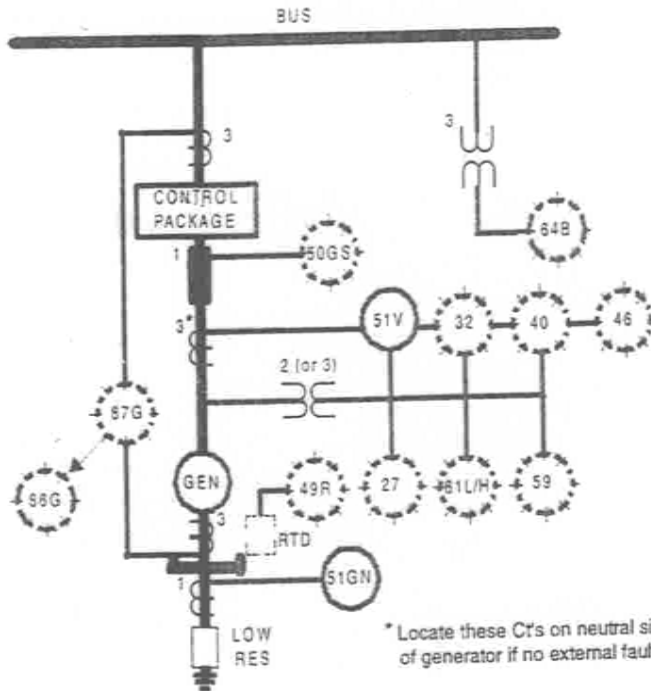 BUS
3
3
CONTROL
PACKAGE
64B
1
50GS
3*
51V
32
40
46
2 (or 3)
87G
86G
GEN
49R
27
81L/H
59
3
RTD
1
51GN
LOW
RES
* Locate these Ct's on neutral si
of generator if no external faul